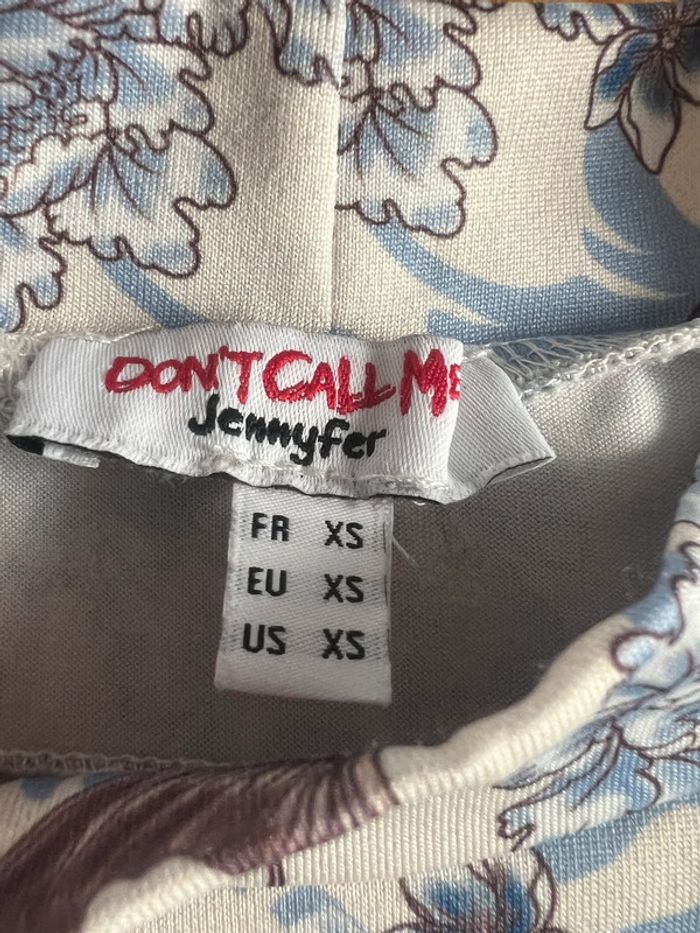 DON'T CALL ME
Jennyfer
FR XS
EU XS
US XS